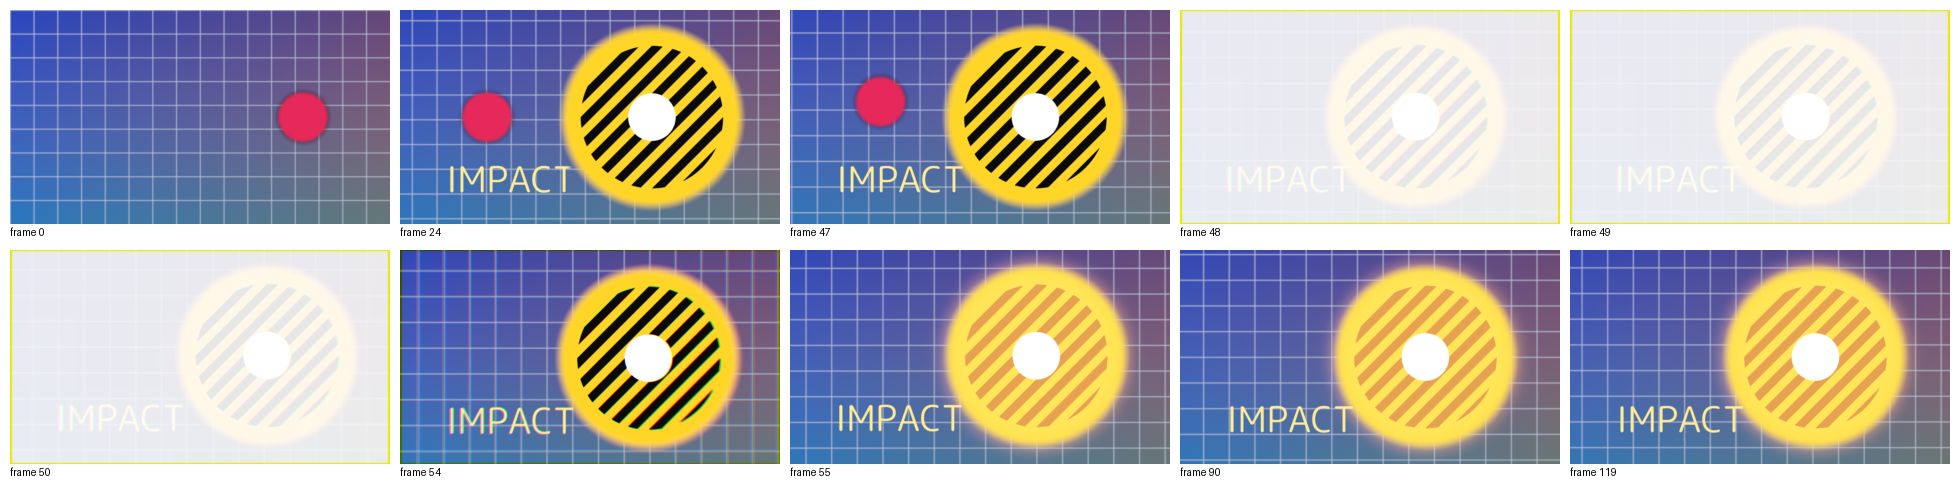 frame 0
IMPACT
frame 24
IMPACT
frame 47
IMPACT
frame 48
IMPACT
frame 49
IMPACT
frame 50
IMPACT
frame 54
IMPACT
frame 55
IMPACT
frame 90
IMPACT
frame 119